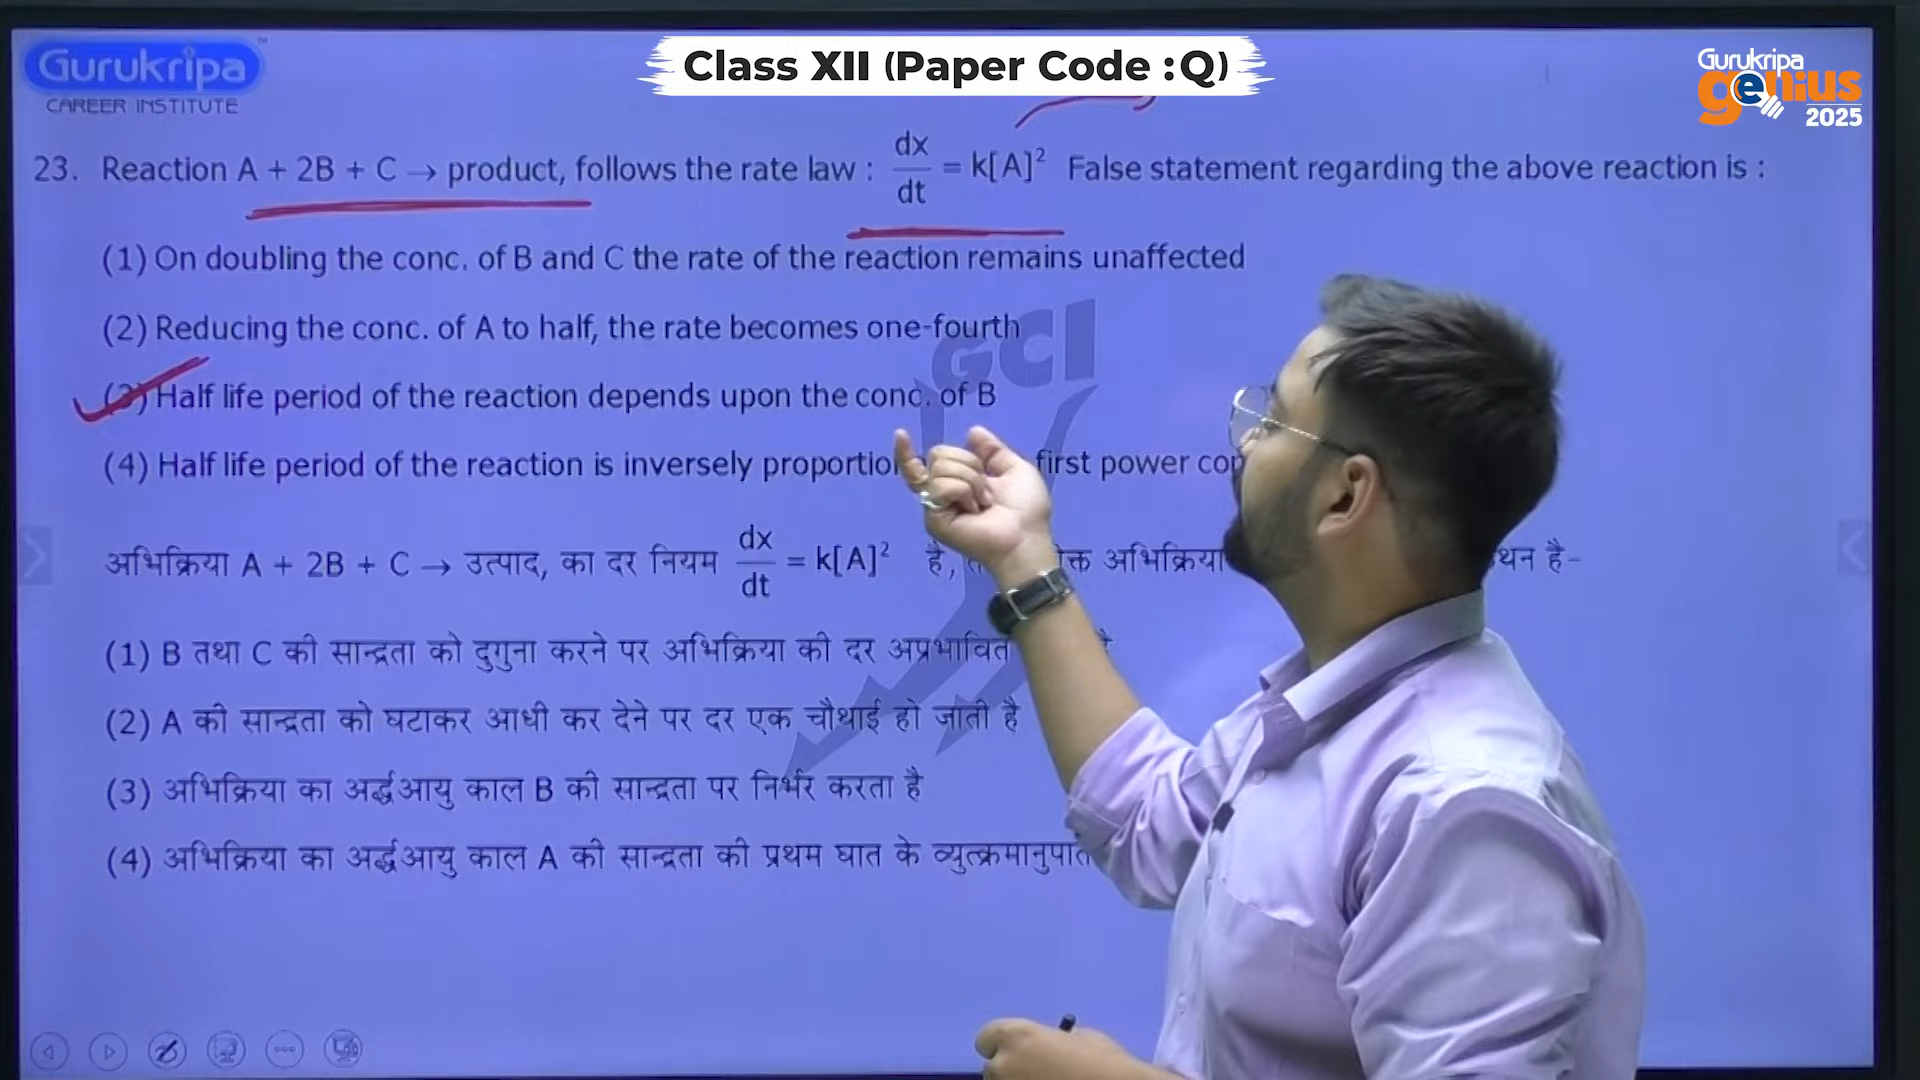 Gurukripa
CAREER INSTITUTE
Class XII (Paper Code : Q)
Gurukripa
genius
2025
23. Reaction A + 2B + C → product, follows the rate law : dx/dt = k[A]² False statement regarding the above reaction is :
(1) On doubling the conc. of B and C the rate of the reaction remains unaffected
(2) Reducing the conc. of A to half, the rate becomes one-fourth
(3) Half life period of the reaction depends upon the conc. of B
(4) Half life period of the reaction is inversely first power
GCI
अभिक्रिया A + 2B + C → उत्पाद, का दर नियम dx/dt = k[A]² है, अभिक्रिया है-
(1) B तथा C की सान्द्रता को दुगुना करने पर अभिक्रिया की दर अप्रभावित
(2) A की सान्द्रता को घटाकर आधी कर देने पर दर एक चौथाई हो जाती है
(3) अभिक्रिया का अर्द्धआयु काल B की सान्द्रता पर निर्भर करता है
(4) अभिक्रिया का अर्द्धआयु काल A की सान्द्रता की प्रथम घात के